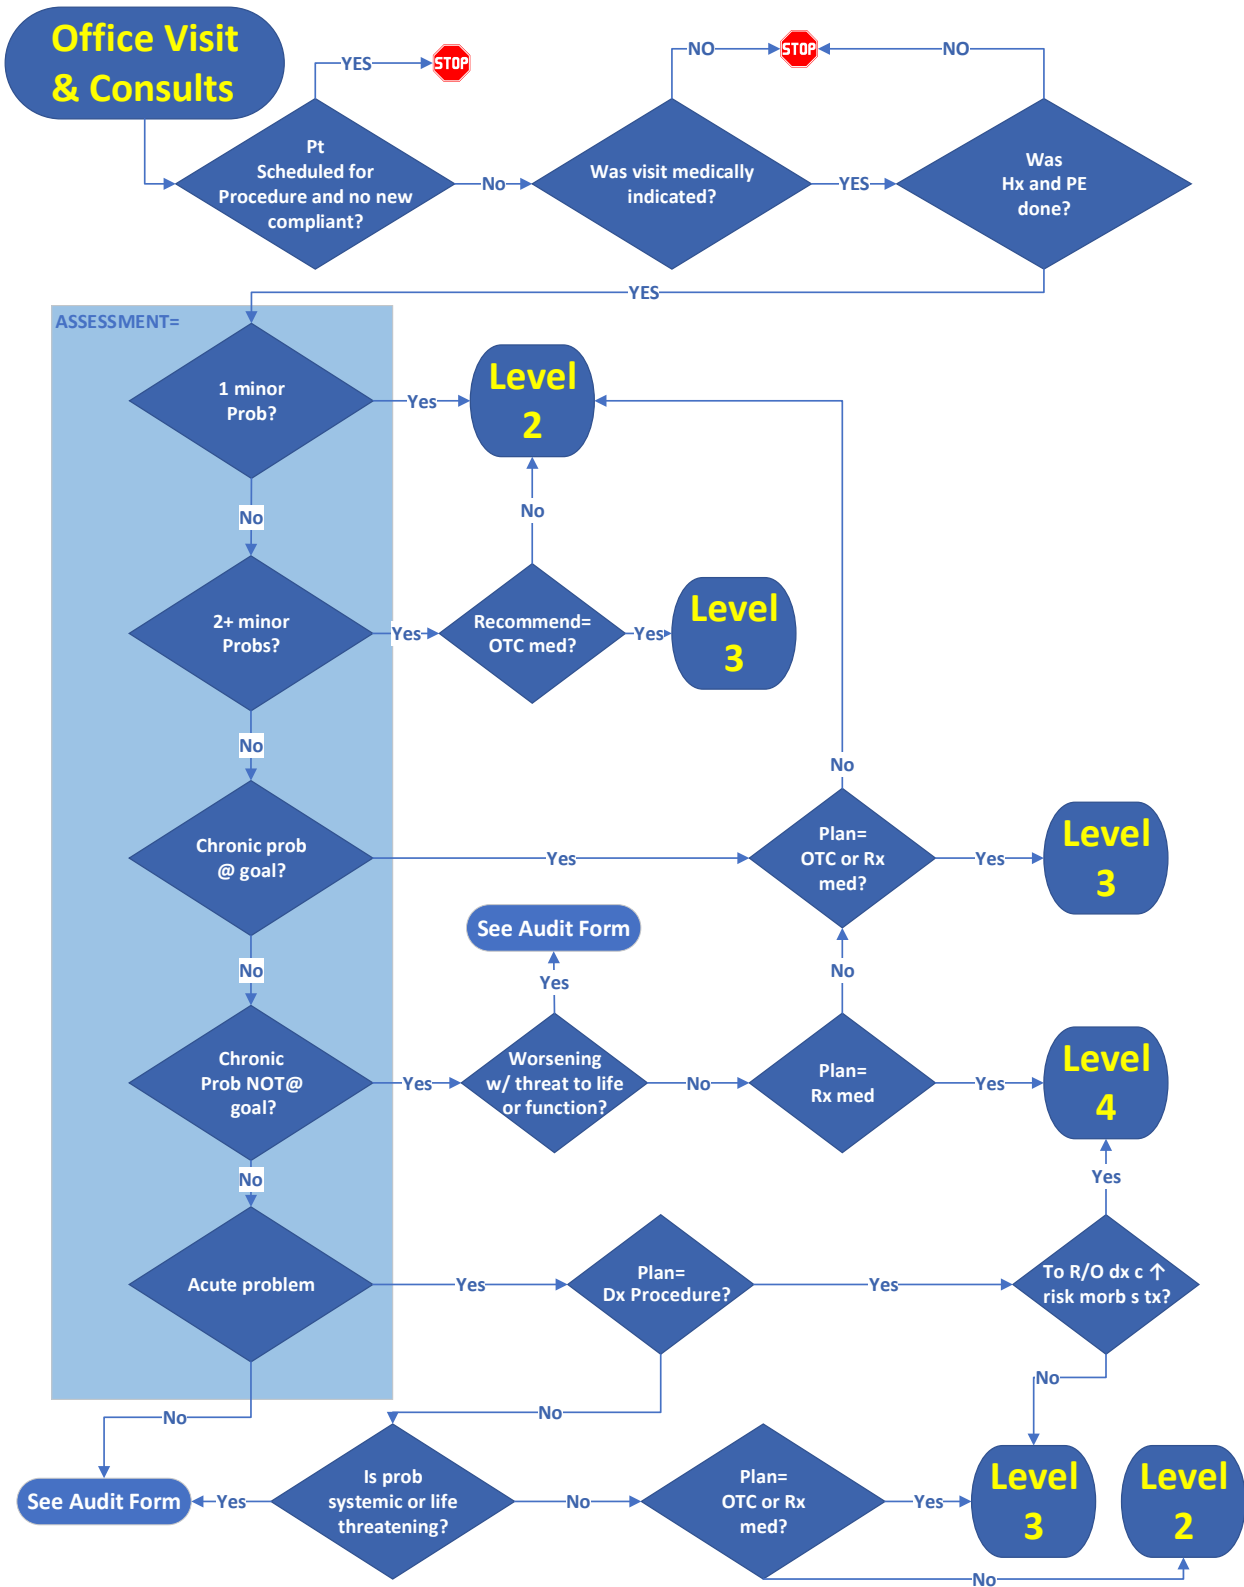 Office Visit
& Consults
YES
STOP
NO
STOP
NO
Pt
Scheduled for
Procedure and no new
compliant?
No
Was visit medically
indicated?
YES
Was
Hx and PE
done?
YES
ASSESSMENT=
1 minor
Prob?
Yes
Level
2
No
No
2+ minor
Probs?
Yes
Recommend=
OTC med?
Yes
Level
3
No
No
Chronic prob
@ goal?
Yes
Plan=
OTC or Rx
med?
Yes
Level
3
See Audit Form
No
Yes
No
Chronic
Prob NOT@
goal?
Yes
Worsening
w/ threat to life
or function?
No
Plan=
Rx med
Yes
Level
4
No
Yes
Acute problem
Yes
Plan=
Dx Procedure?
Yes
To R/O dx c ↑
risk morb s tx?
No
No
No
See Audit Form
Yes
Is prob
systemic or life
threatening?
No
Plan=
OTC or Rx
med?
Yes
Level
3
Level
2
No